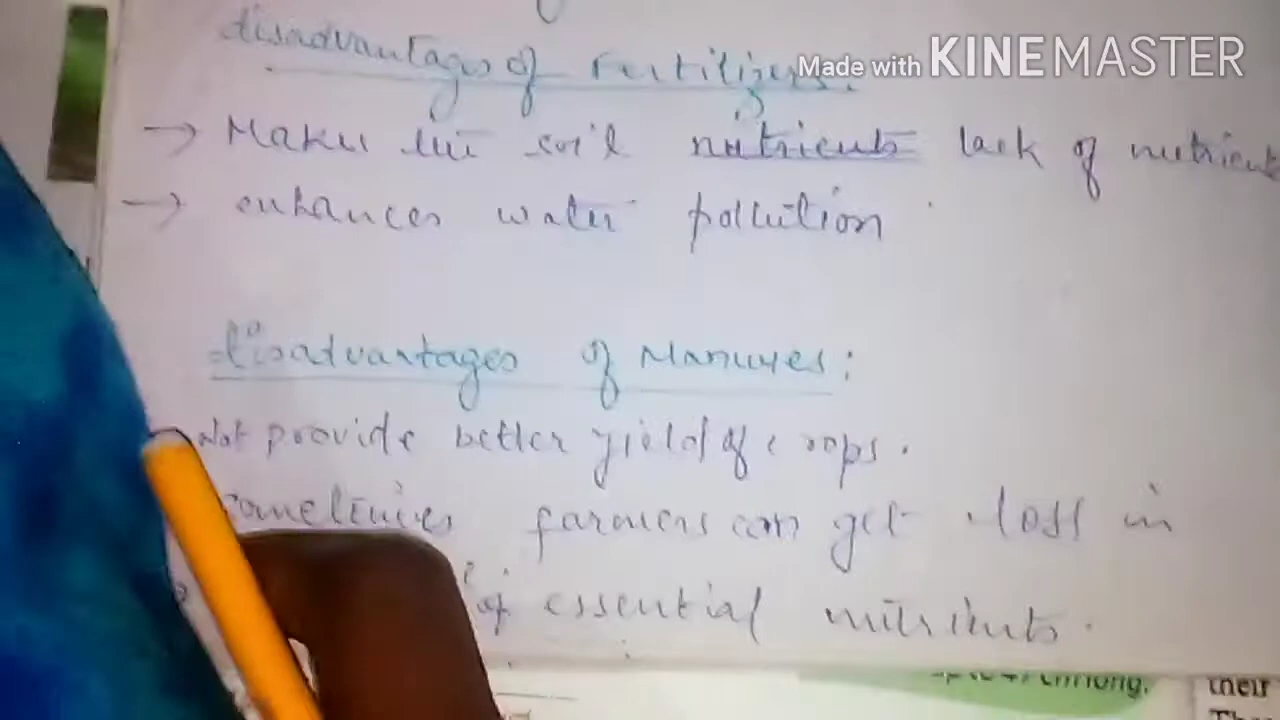 disadvantages of Fertilizers:
Made with KINEMASTER
→ Makes the soil nutrients lack of nutrients
→ enhances water pollution.
disadvantages of Manures:
Not provide better yield of crops.
sometimes farmers can get loss in
of essential nutrients.
their